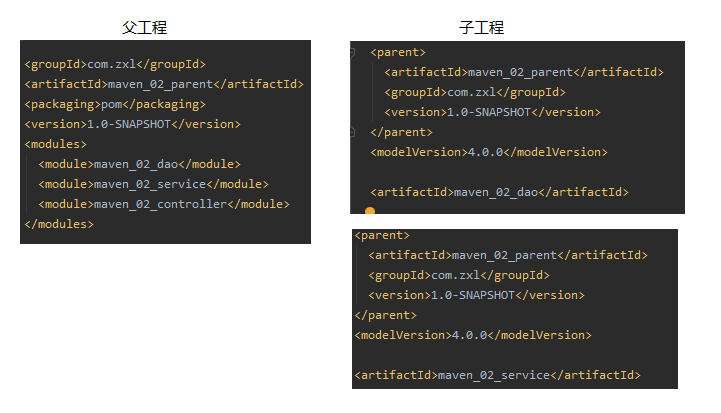 父工程
<groupId>com.zxl</groupId>
<artifactId>maven_02_parent</artifactId>
<packaging>pom</packaging>
<version>1.0-SNAPSHOT</version>
<modules>
<module>maven_02_dao</module>
<module>maven_02_service</module>
<module>maven_02_controller</module>
</modules>
子工程
<parent>
<artifactId>maven_02_parent</artifactId>
<groupId>com.zxl</groupId>
<version>1.0-SNAPSHOT</version>
</parent>
<modelVersion>4.0.0</modelVersion>
<artifactId>maven_02_dao</artifactId>
<parent>
<artifactId>maven_02_parent</artifactId>
<groupId>com.zxl</groupId>
<version>1.0-SNAPSHOT</version>
</parent>
<modelVersion>4.0.0</modelVersion>
<artifactId>maven_02_service</artifactId>